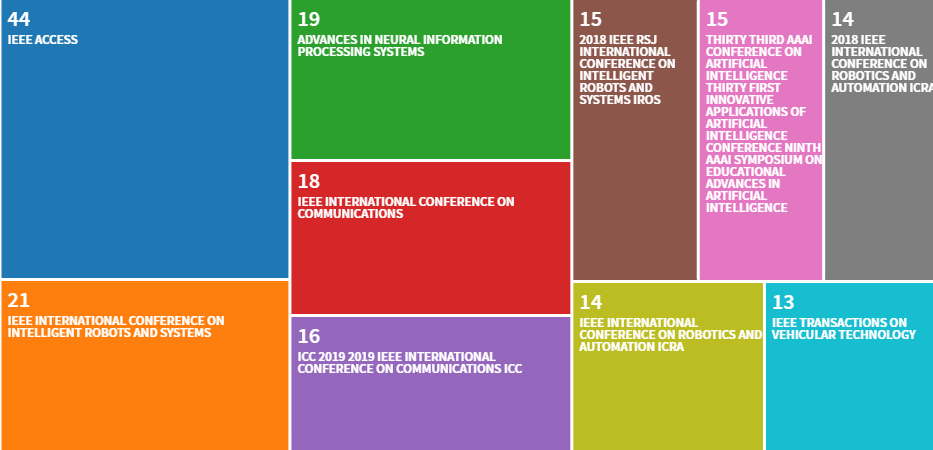 44
IEEE ACCESS
21
IEEE INTERNATIONAL CONFERENCE ON
INTELLIGENT ROBOTS AND SYSTEMS
19
ADVANCES IN NEURAL INFORMATION
PROCESSING SYSTEMS
18
IEEE INTERNATIONAL CONFERENCE ON
COMMUNICATIONS
16
ICC 2019 2019 IEEE INTERNATIONAL
CONFERENCE ON COMMUNICATIONS ICC
15
2018 IEEE RSJ
INTERNATIONAL
CONFERENCE ON
INTELLIGENT
ROBOTS AND
SYSTEMS IROS
15
THIRTY THIRD AAAI
CONFERENCE ON
ARTIFICIAL
INTELLIGENCE
THIRTY FIRST
INNOVATIVE
APPLICATIONS OF
ARTIFICIAL
INTELLIGENCE
CONFERENCE NINTH
AAAI SYMPOSIUM ON
EDUCATIONAL
ADVANCES IN
ARTIFICIAL
INTELLIGENCE
14
2018 IEEE
INTERNATIONAL
CONFERENCE ON
ROBOTICS AND
AUTOMATION ICRA
14
IEEE INTERNATIONAL
CONFERENCE ON ROBOTICS AND
AUTOMATION ICRA
13
IEEE TRANSACTIONS ON
VEHICULAR TECHNOLOGY